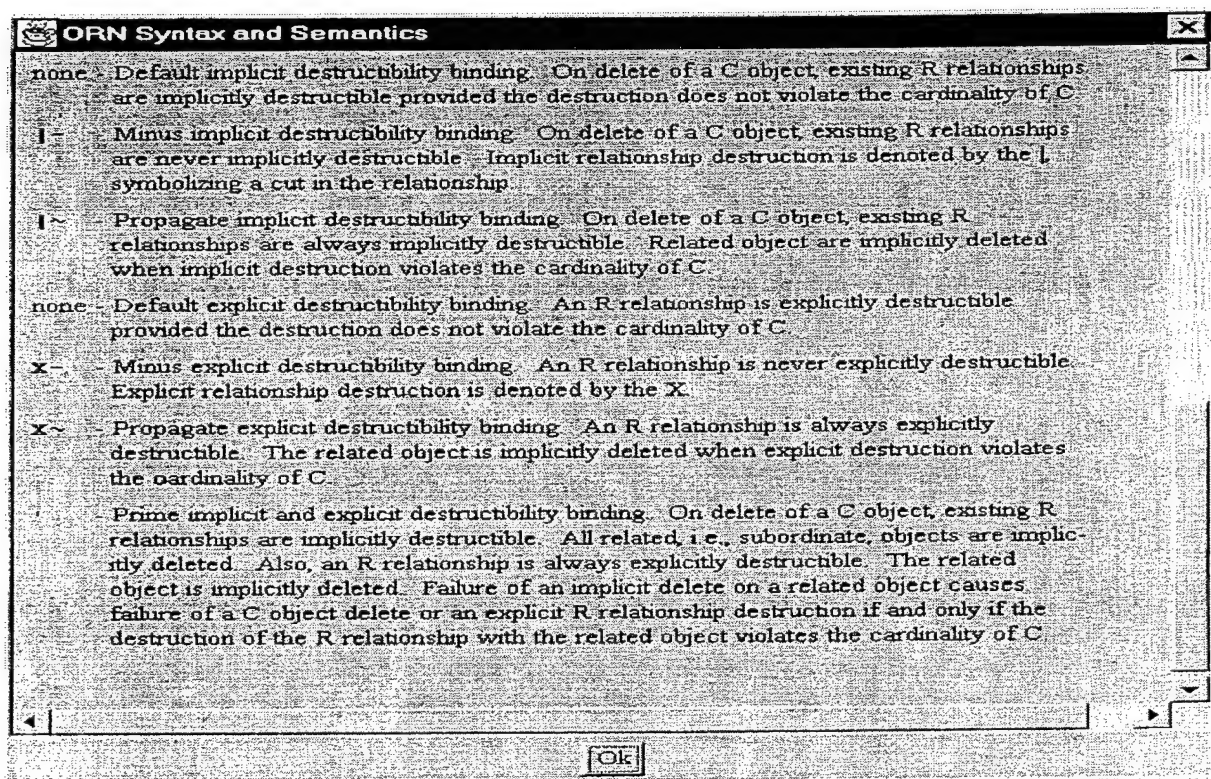 ORN Syntax and Semantics
none - Default implicit destructibility binding. On delete of a C object, existing R relationships
are implicitly destructible provided the destruction does not violate the cardinality of C
|- - Minus implicit destructibility binding. On delete of a C object, existing R relationships
are never implicitly destructible. Implicit relationship destruction is denoted by the |,
symbolizing a cut in the relationship
|~ - Propagate implicit destructibility binding. On delete of a C object, existing R
relationships are always implicitly destructible. Related object are implicitly deleted
when implicit destruction violates the cardinality of C.
none - Default explicit destructibility binding. An R relationship is explicitly destructible
provided the destruction does not violate the cardinality of C.
x- - Minus explicit destructibility binding. An R relationship is never explicitly destructible.
Explicit relationship destruction is denoted by the X.
x~ - Propagate explicit destructibility binding. An R relationship is always explicitly
destructible. The related object is implicitly deleted when explicit destruction violates
the cardinality of C.
' - Prime implicit and explicit destructibility binding. On delete of a C object, existing R
relationships are implicitly destructible. All related, i.e., subordinate, objects are implic-
itly deleted. Also, an R relationship is always explicitly destructible. The related
object is implicitly deleted. Failure of an implicit delete on a related object causes
failure of a C object delete or an explicit R relationship destruction if and only if the
destruction of the R relationship with the related object violates the cardinality of C
Ok